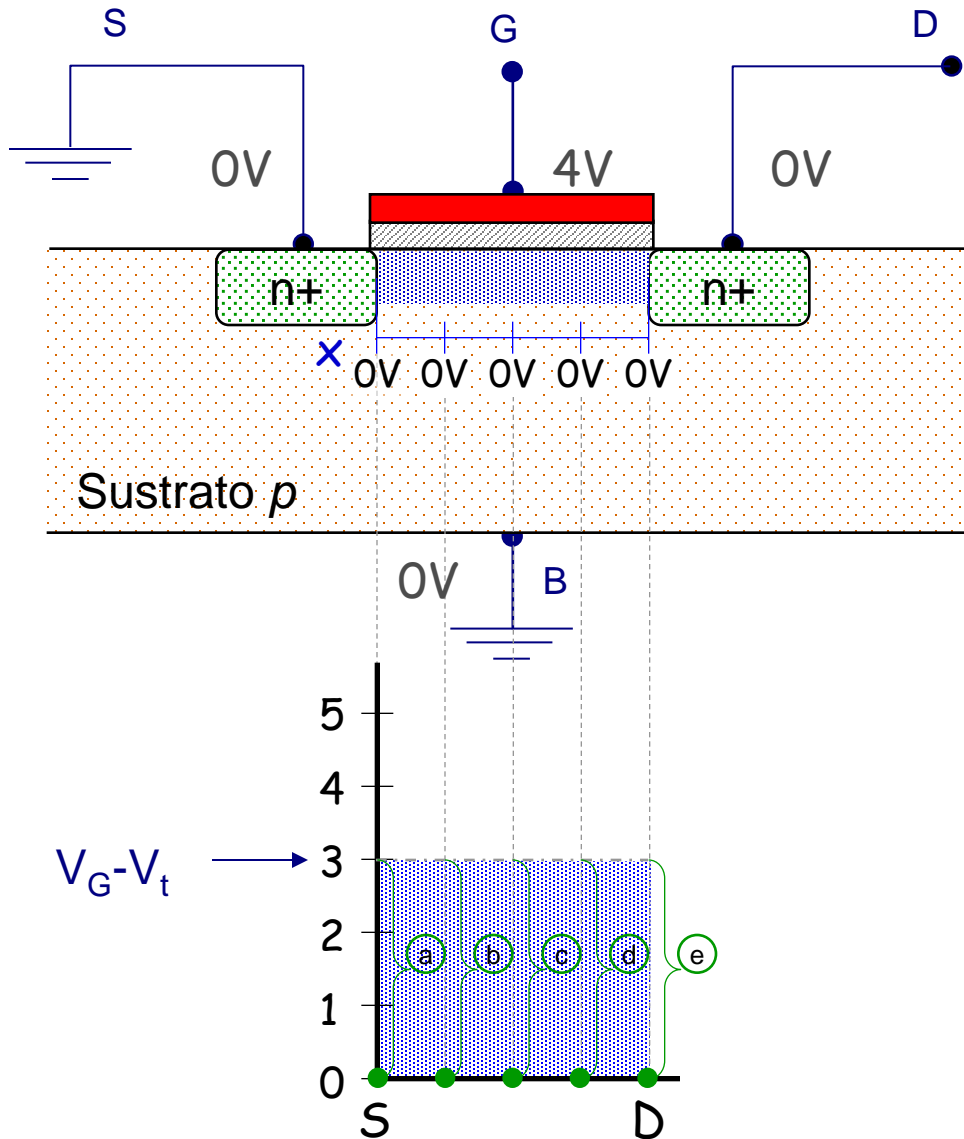 S G D
0V 4V 0V
n+ n+
x
0V 0V 0V 0V 0V
Sustrato p
0V B
5
4
V_G-V_t 3
2
a b c d e
1
0
S D